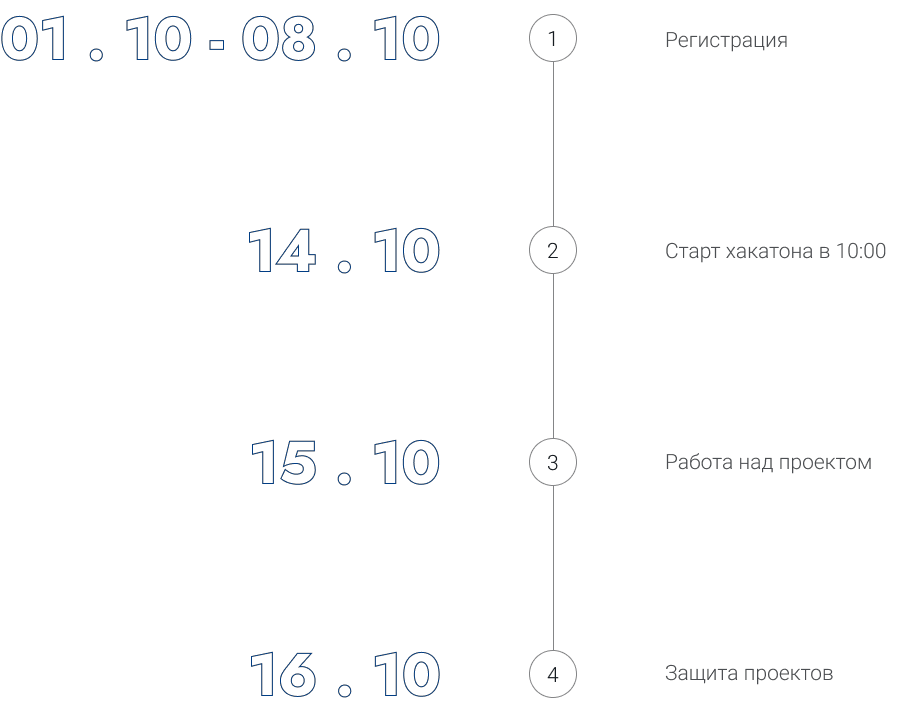 01 . 10 - 08 . 10 1 Регистрация
14 . 10 2 Старт хакатона в 10:00
15 . 10 3 Работа над проектом
16 . 10 4 Защита проектов